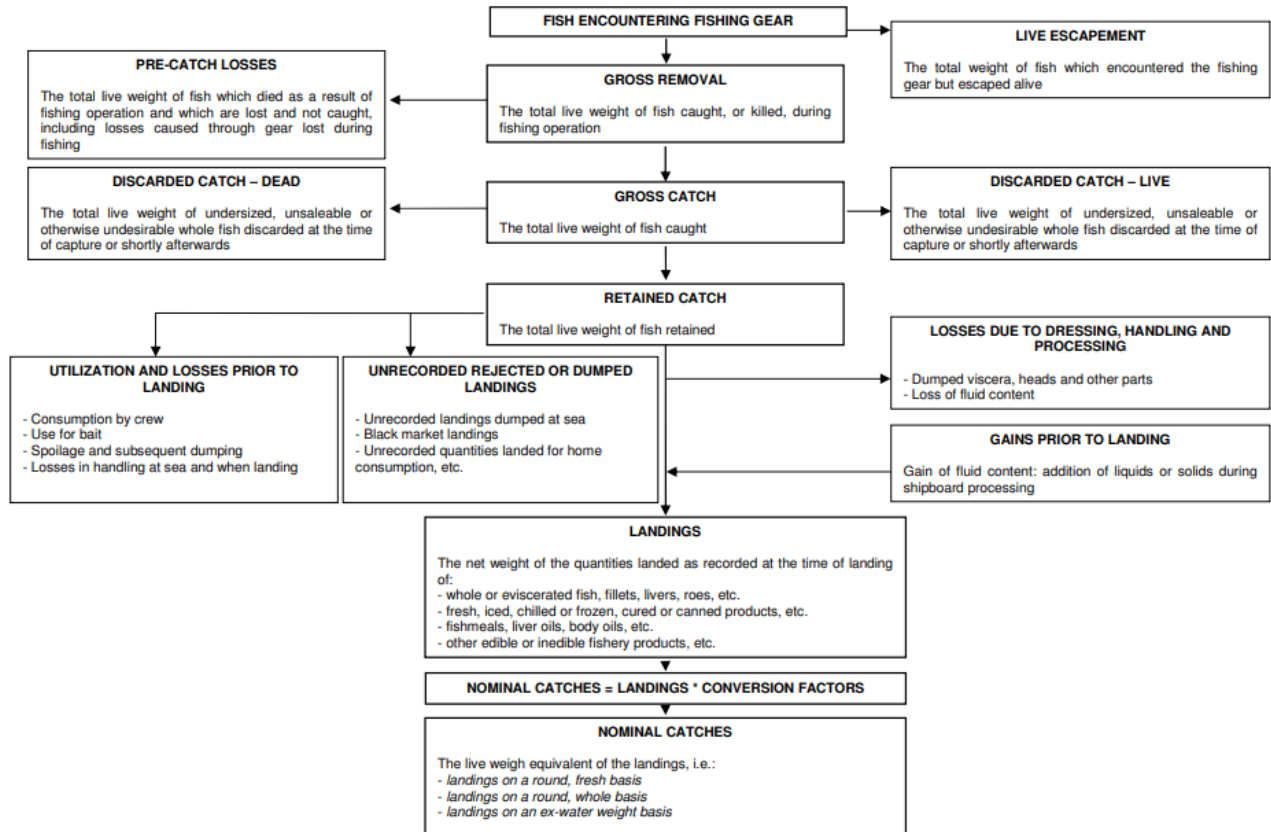 FISH ENCOUNTERING FISHING GEAR
LIVE ESCAPEMENT
The total weight of fish which encountered the fishing
gear but escaped alive
PRE-CATCH LOSSES
The total live weight of fish which died as a result of
fishing operation and which are lost and not caught,
including losses caused through gear lost during
fishing
GROSS REMOVAL
The total live weight of fish caught, or killed, during
fishing operation
DISCARDED CATCH – DEAD
The total live weight of undersized, unsaleable or
otherwise undesirable whole fish discarded at the time
of capture or shortly afterwards
GROSS CATCH
The total live weight of fish caught
DISCARDED CATCH – LIVE
The total live weight of undersized, unsaleable or
otherwise undesirable whole fish discarded at the time of
capture or shortly afterwards
RETAINED CATCH
The total live weight of fish retained
LOSSES DUE TO DRESSING, HANDLING AND
PROCESSING
- Dumped viscera, heads and other parts
- Loss of fluid content
UTILIZATION AND LOSSES PRIOR TO
LANDING
- Consumption by crew
- Use for bait
- Spoilage and subsequent dumping
- Losses in handling at sea and when landing
UNRECORDED REJECTED OR DUMPED
LANDINGS
- Unrecorded landings dumped at sea
- Black market landings
- Unrecorded quantities landed for home
consumption, etc.
GAINS PRIOR TO LANDING
Gain of fluid content: addition of liquids or solids during
shipboard processing
LANDINGS
The net weight of the quantities landed as recorded at the time of landing
of:
- whole or eviscerated fish, fillets, livers, roes, etc.
- fresh, iced, chilled or frozen, cured or canned products, etc.
- fishmeals, liver oils, body oils, etc.
- other edible or inedible fishery products, etc.
NOMINAL CATCHES = LANDINGS * CONVERSION FACTORS
NOMINAL CATCHES
The live weigh equivalent of the landings, i.e.:
- landings on a round, fresh basis
- landings on a round, whole basis
- landings on an ex-water weight basis